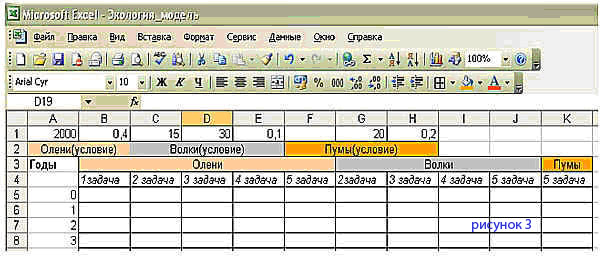 Microsoft Excel - Экология_модель
Файл Правка Вид Вставка Формат Сервис Данные Окно Справка
100%
Arial Cyr 10 Ж К Ч % 000
D19 fx
A B C D E F G H I J K
1 2000 0,4 15 30 0,1 20 0,2
2 Олени(условие) Волки(условие) Пумы(условие)
3 Годы Олени Волки Пумы
4 1задача 2 задача 3 задача 4 задача 5 задача 2задача 3 задача 4 задача 5 задача 5 задача
5 0
6 1
7 2
8 3
рисунок 3